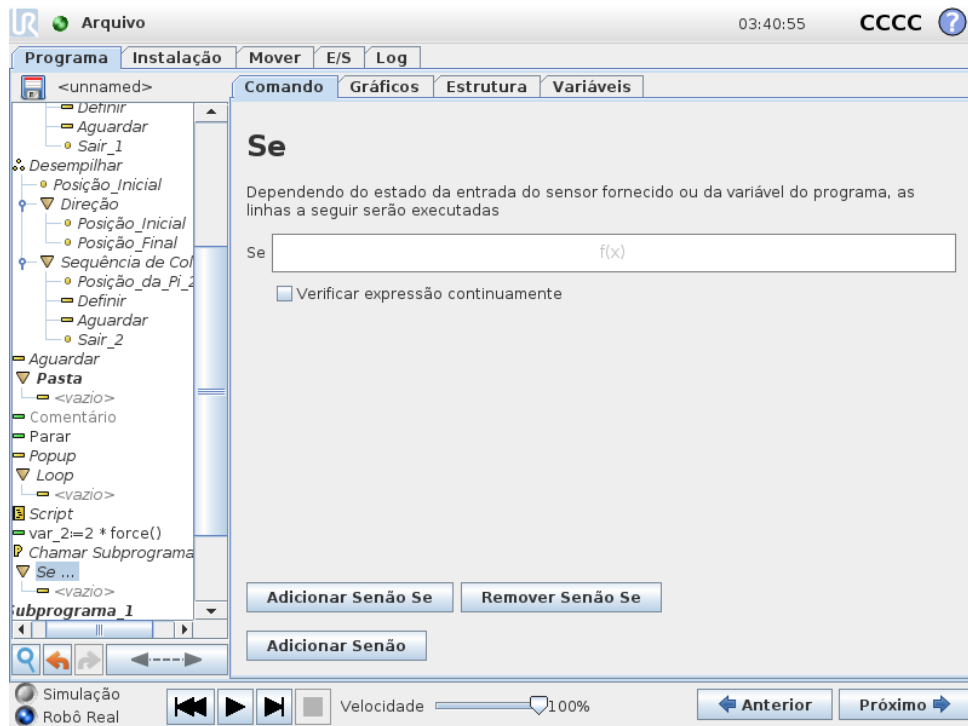 Arquivo
03:40:55
CCCC
?
Programa
Instalação
Mover
E/S
Log
<unnamed>
Comando
Gráficos
Estrutura
Variáveis
Definir
Aguardar
Sair_1
Desempilhar
Posição_Inicial
Direção
Posição_Inicial
Posição_Final
Sequência de Col
Posição_da_Pi_2
Definir
Aguardar
Sair_2
Aguardar
Pasta
<vazio>
Comentário
Parar
Popup
Loop
<vazio>
Script
var_2:=2 * force()
Chamar Subprograma
Se ...
<vazio>
Subprograma_1
Se
Dependendo do estado da entrada do sensor fornecido ou da variável do programa, as
linhas a seguir serão executadas
Se
f(x)
Verificar expressão continuamente
Adicionar Senão Se
Remover Senão Se
Adicionar Senão
Simulação
Robô Real
Velocidade
100%
Anterior
Próximo